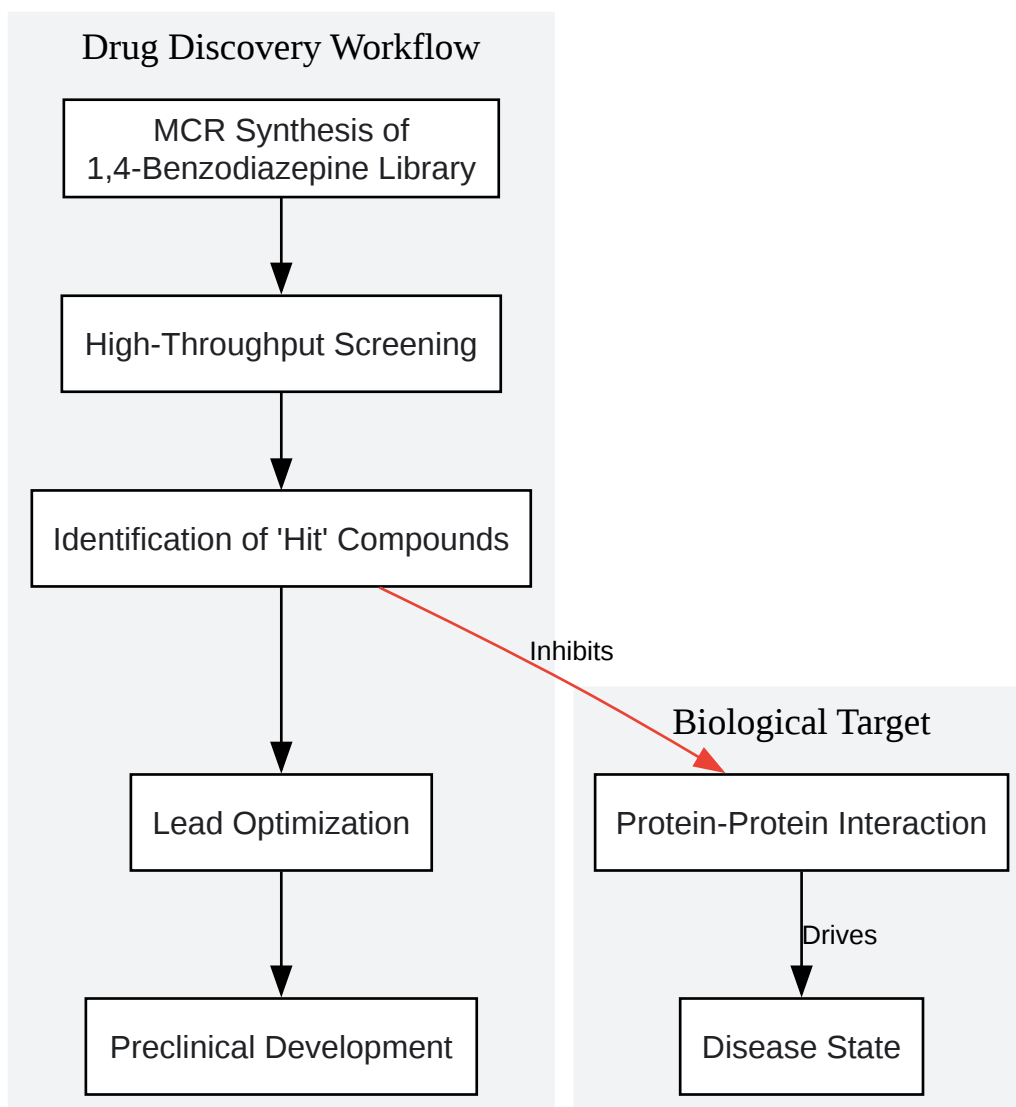 Drug Discovery Workflow
MCR Synthesis of
1,4-Benzodiazepine Library
High-Throughput Screening
Identification of 'Hit' Compounds
Inhibits
Biological Target
Lead Optimization
Protein-Protein Interaction
Drives
Preclinical Development
Disease State